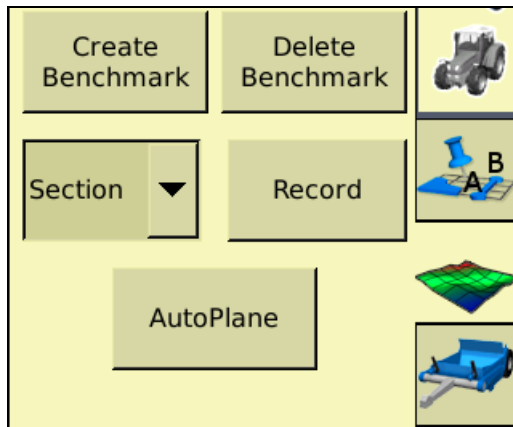 Create
Benchmark
Delete
Benchmark
Section
Record
AutoPlane
A
B